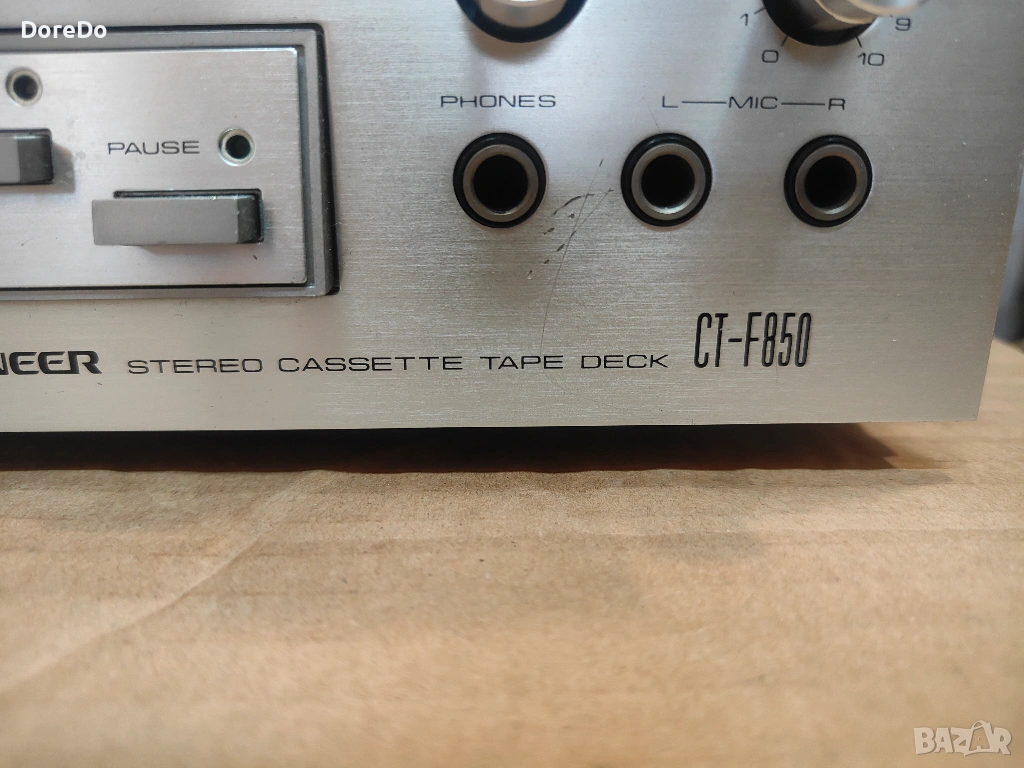 DoreDo
1 9
0 10
PHONES L MIC R
PAUSE
NEER STEREO CASSETTE TAPE DECK CT-F850
BAZAR